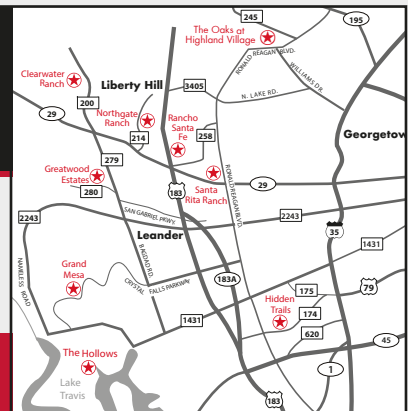 245
195
The Oaks at
Highland Village
RONALD REAGAN BLVD.
WILLIAMS DR.
Clearwater
Ranch
Liberty Hill
3405
N. LAKE RD.
200
29
Northgate
Ranch
Rancho
Santa
Fe
214
258
Georgetow
279
Greatwood
Estates
280
183
Santa
Rita Ranch
RONALD REAGAN BLVD.
29
2243
SAN GABRIEL PKWY.
2243
35
Leander
1431
NAMELESS ROAD
BAGDAD RD.
Grand
Mesa
CRYSTAL FALLS PARKWAY
183A
175
79
Hidden
Trails
174
1431
620
45
The Hollows
Lake
Travis
1
183